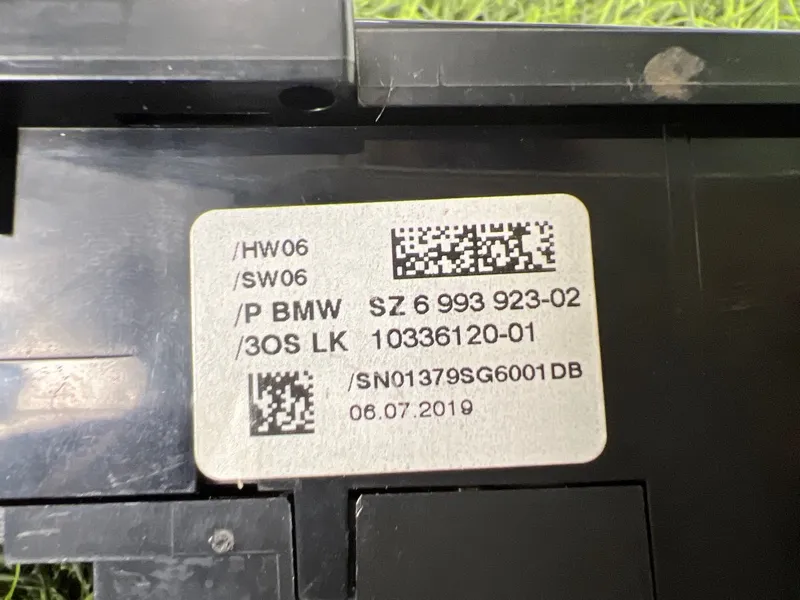 /HW06
/SW06
/P BMW SZ 6 993 923-02
/3OS LK 10336120-01
/SN01379SG6001DB
06.07.2019